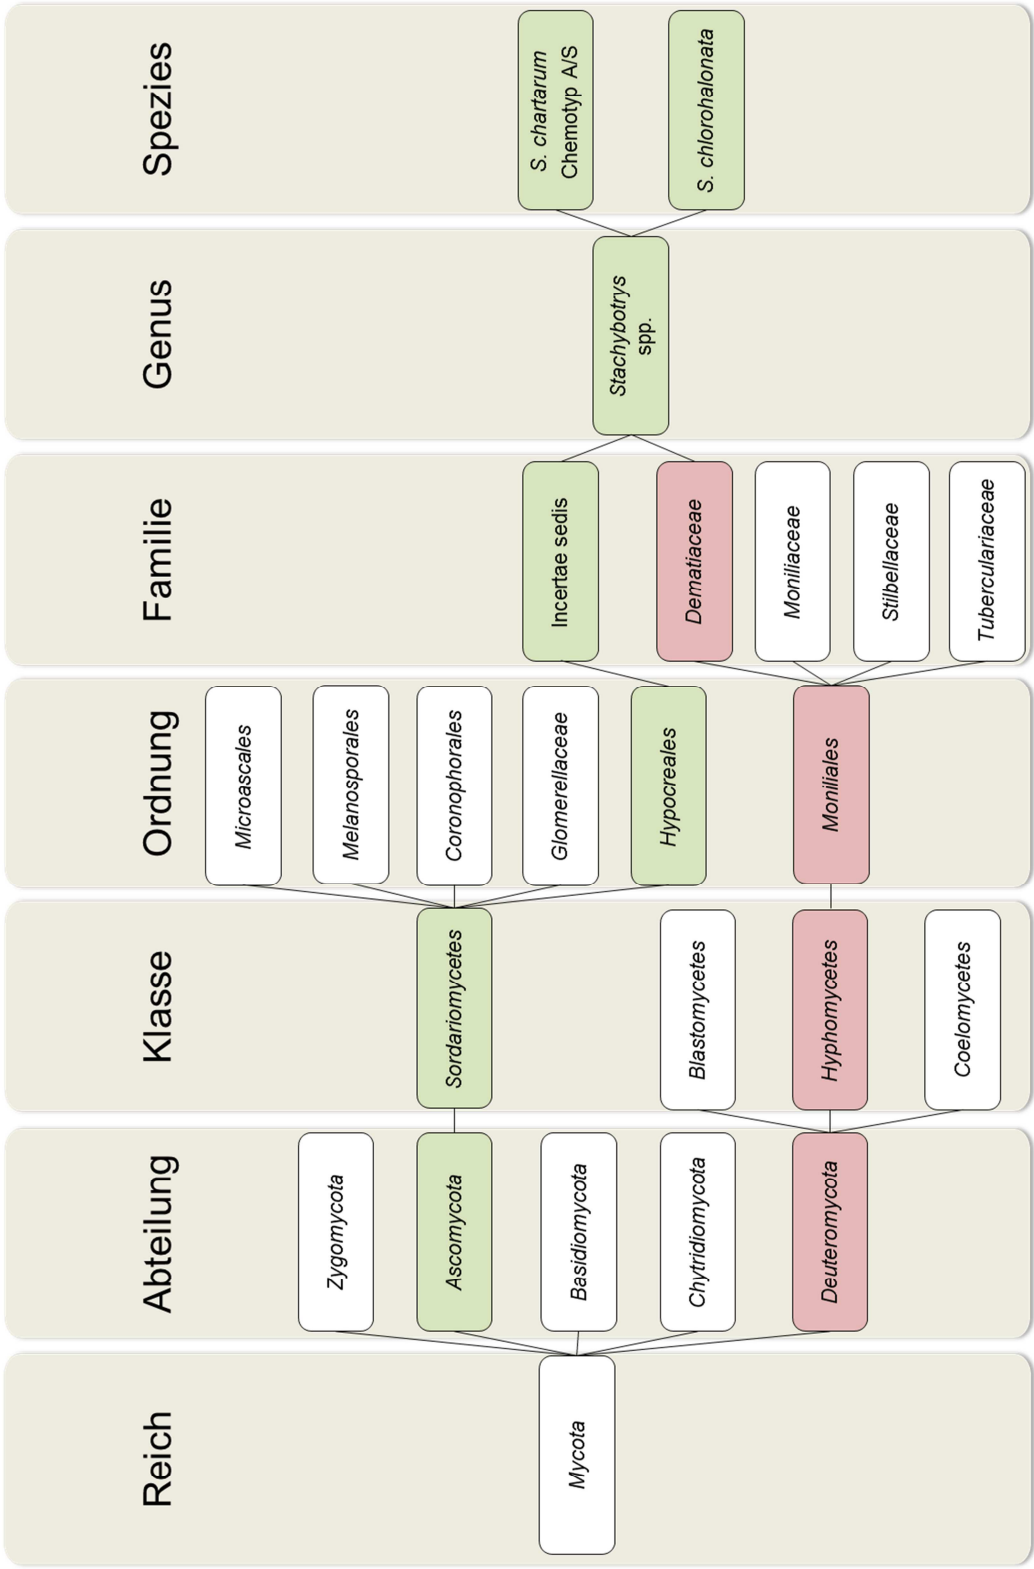 Reich
Abteilung
Klasse
Ordnung
Familie
Genus
Spezies
Mycota
Zygomycota
Ascomycota
Basidiomycota
Chytridiomycota
Deuteromycota
Sordariomycetes
Blastomycetes
Hyphomycetes
Coelomycetes
Microascales
Melanosporales
Coronophorales
Glomerellaceae
Hypocreales
Moniliales
Incertae sedis
Dematiaceae
Moniliaceae
Stilbellaceae
Tuberculariaceae
Stachybotrys
spp.
S. chartarum
Chemotyp A/S
S. chlorohalonata